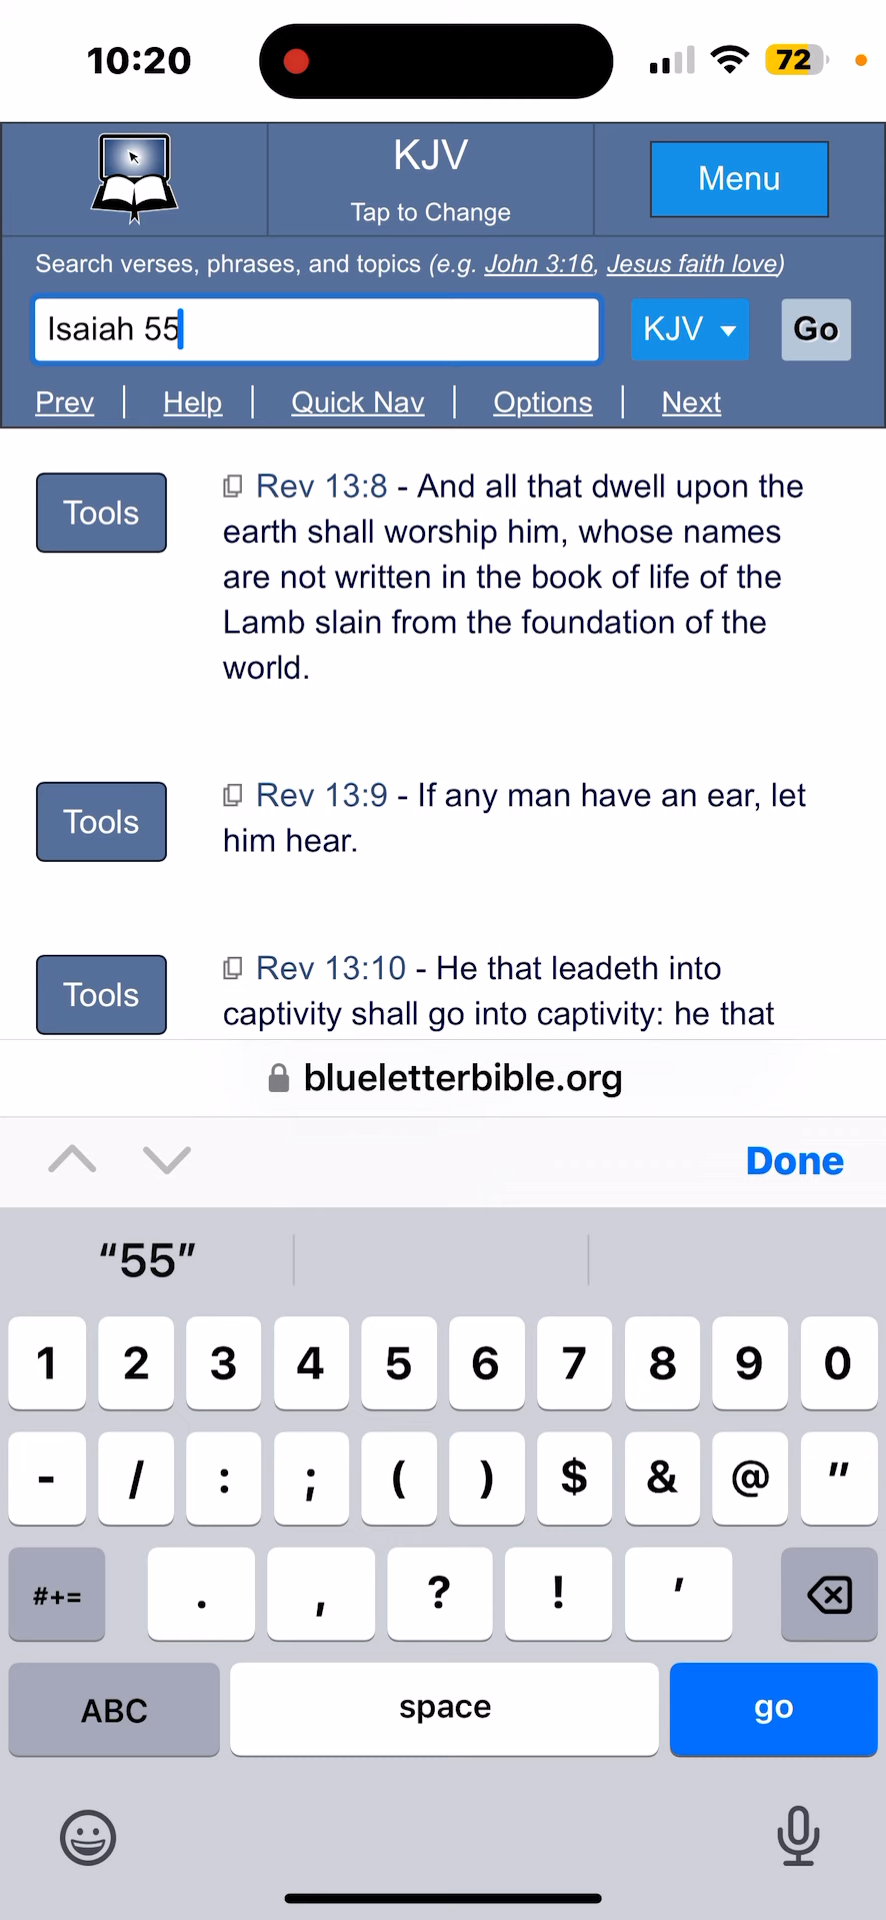 10:20
72
KJV
Tap to Change
Menu
Search verses, phrases, and topics (e.g. John 3:16, Jesus faith love)
Isaiah 55
KJV
Go
Prev | Help | Quick Nav | Options | Next
Tools
Rev 13:8 - And all that dwell upon the
earth shall worship him, whose names
are not written in the book of life of the
Lamb slain from the foundation of the
world.
Tools
Rev 13:9 - If any man have an ear, let
him hear.
Tools
Rev 13:10 - He that leadeth into
captivity shall go into captivity: he that
blueletterbible.org
Done
“55”
1 2 3 4 5 6 7 8 9 0
- / : ; ( ) $ & @ "
#+= . , ? ! '
ABC space go